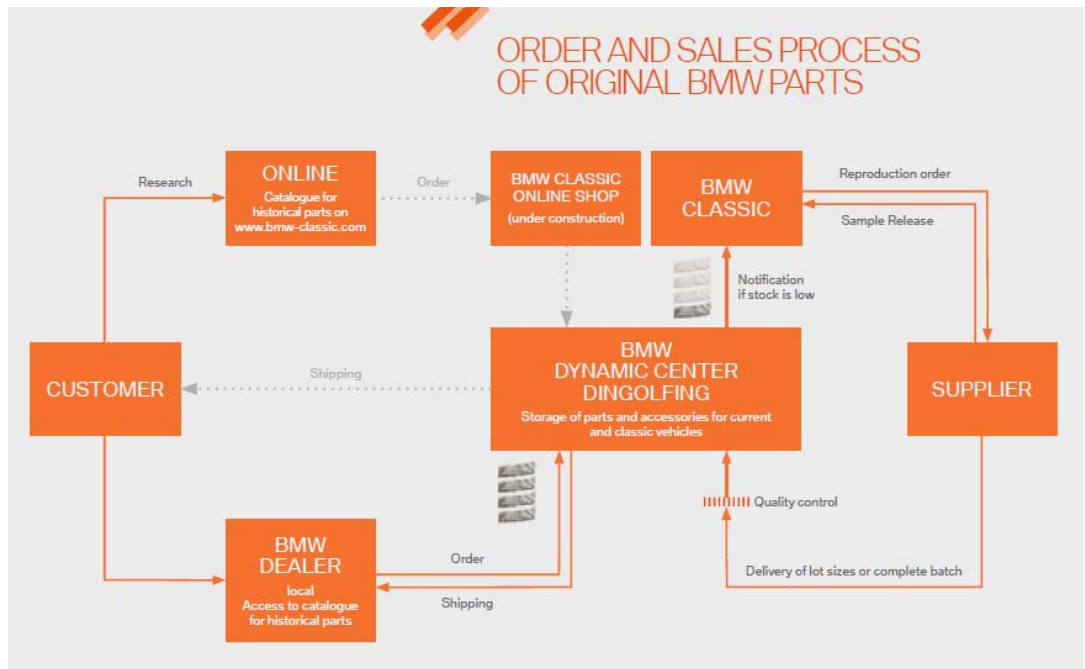 ORDER AND SALES PROCESS
OF ORIGINAL BMW PARTS
Research
ONLINE
Catalogue for
historical parts on
www.bmw-classic.com
Order
BMW CLASSIC
ONLINE SHOP
(under construction)
BMW
CLASSIC
Reproduction order
Sample Release
Notification
if stock is low
CUSTOMER
Shipping
BMW
DYNAMIC CENTER
DINGOLFING
Storage of parts and accessories for current
and classic vehicles
SUPPLIER
Quality control
BMW
DEALER
local
Access to catalogue
for historical parts
Order
Shipping
Delivery of lot sizes or complete batch